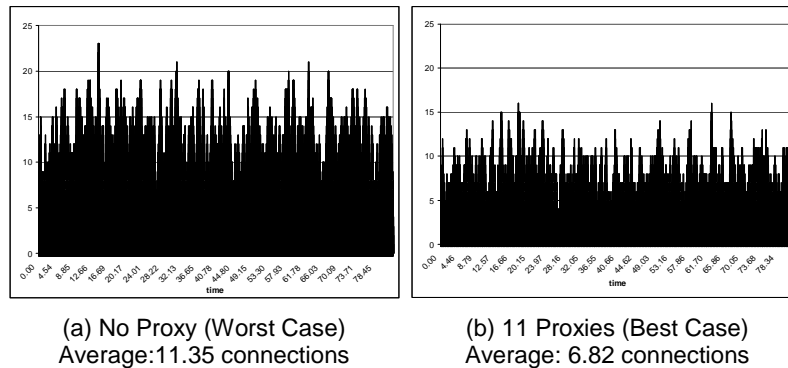 25
20
15
10
5
0
0.00 4.54 8.85 12.66 16.69 20.17 24.01 28.22 32.13 36.65 40.78 44.80 49.15 53.30 57.93 61.78 66.03 70.09 73.71 78.45
time
25
20
15
10
5
0
0.00 4.46 8.79 12.57 16.66 20.15 23.97 28.16 32.05 36.55 40.66 44.62 49.03 53.16 57.86 61.70 65.86 70.05 73.68 78.34
time
(a) No Proxy (Worst Case)
Average:11.35 connections
(b) 11 Proxies (Best Case)
Average: 6.82 connections